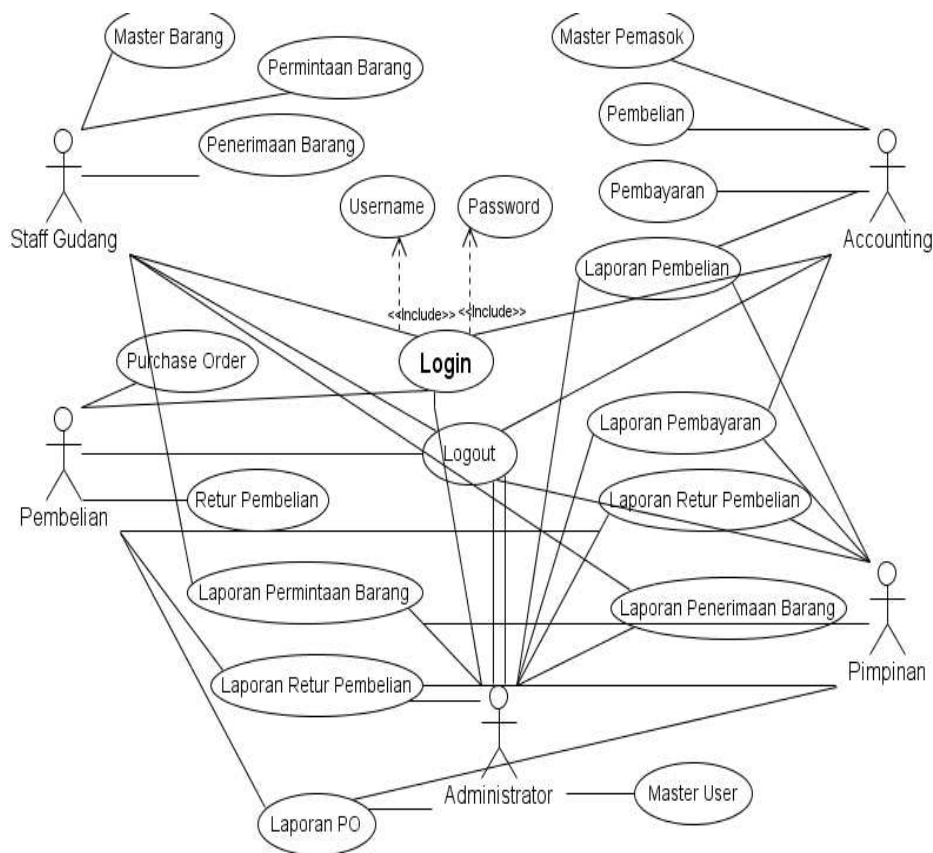 Master Barang
Master Pemasok
Permintaan Barang
Pembelian
Penerimaan Barang
Username
Password
Pembayaran
Staff Gudang
Accounting
Laporan Pembelian
<<Include>>
<<Include>>
Purchase Order
Login
Laporan Pembayaran
Logout
Pembelian
Retur Pembelian
Laporan Retur Pembelian
Laporan Permintaan Barang
Laporan Penerimaan Barang
Pimpinan
Laporan Retur Pembelian
Administrator
Master User
Laporan PO